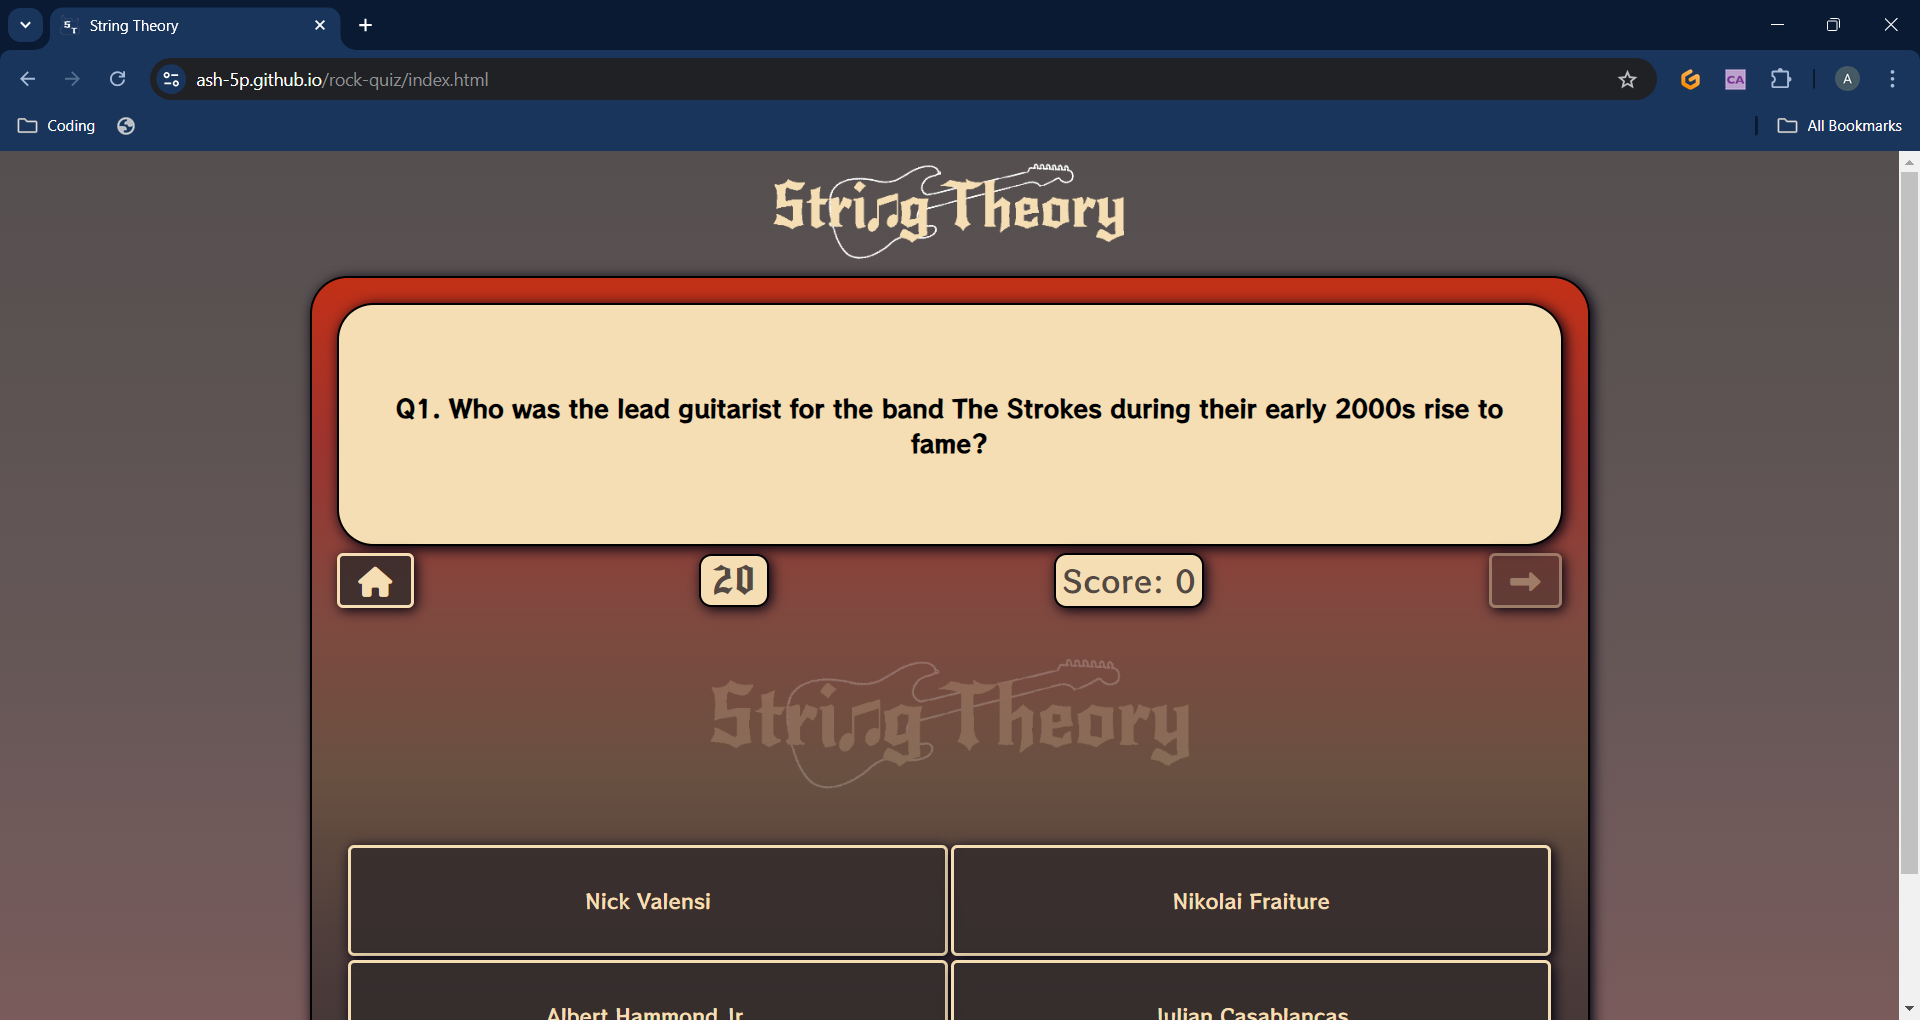 String Theory
ash-5p.github.io/rock-quiz/index.html
CA
A
Coding
All Bookmarks
String Theory
Q1. Who was the lead guitarist for the band The Strokes during their early 2000s rise to
fame?
20
Score: 0
String Theory
Nick Valensi
Nikolai Fraiture
Albert Hammond Jr
Julian Casablancas